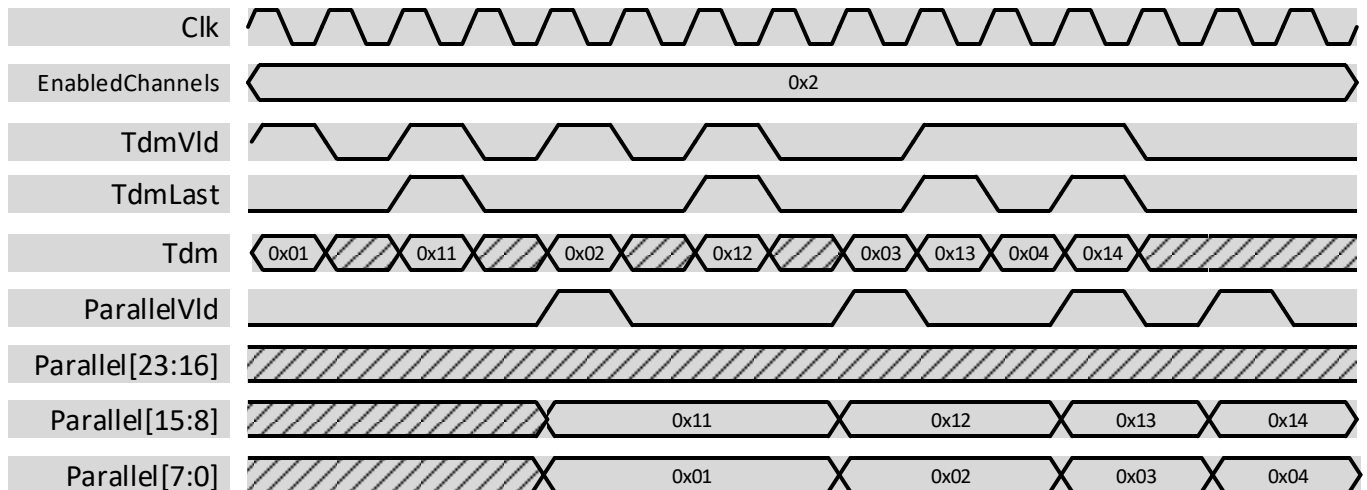 Clk
EnabledChannels 0x2
TdmVld
TdmLast
Tdm 0x01 0x11 0x02 0x12 0x03 0x13 0x04 0x14
ParallelVld
Parallel[23:16]
Parallel[15:8] 0x11 0x12 0x13 0x14
Parallel[7:0] 0x01 0x02 0x03 0x04